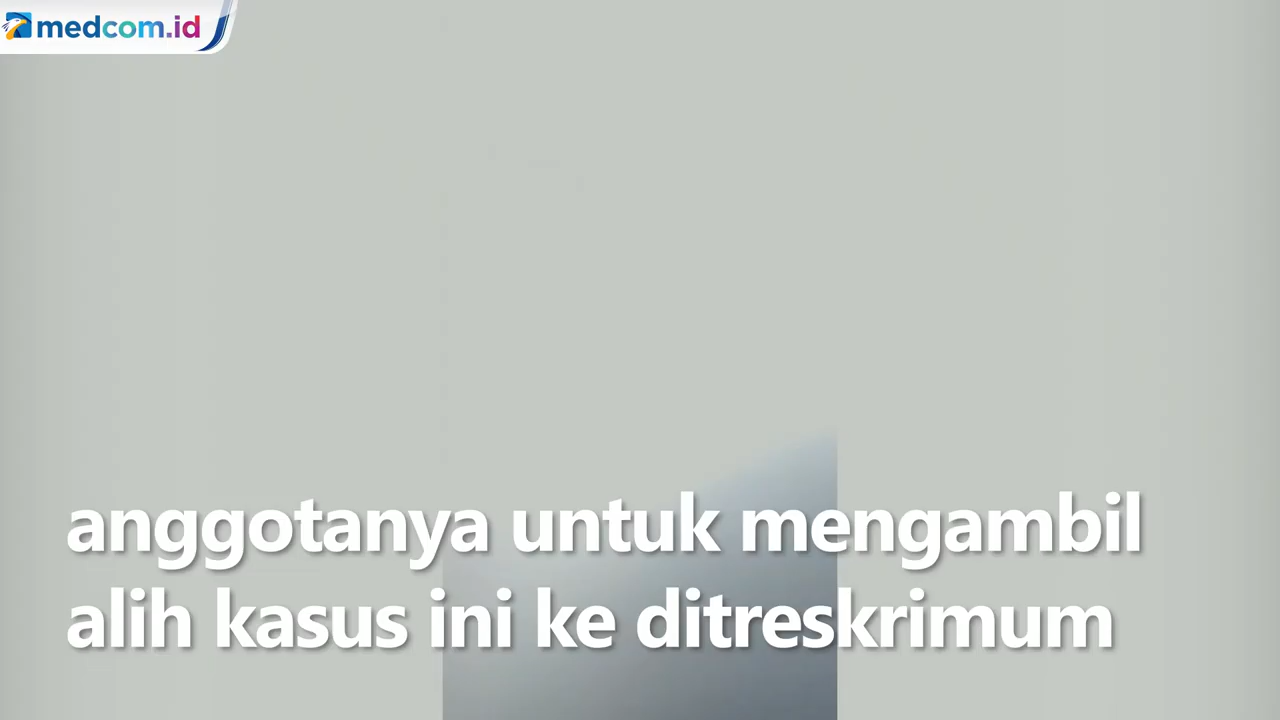 medcom.id
anggotanya untuk mengambil
alih kasus ini ke ditreskrimum